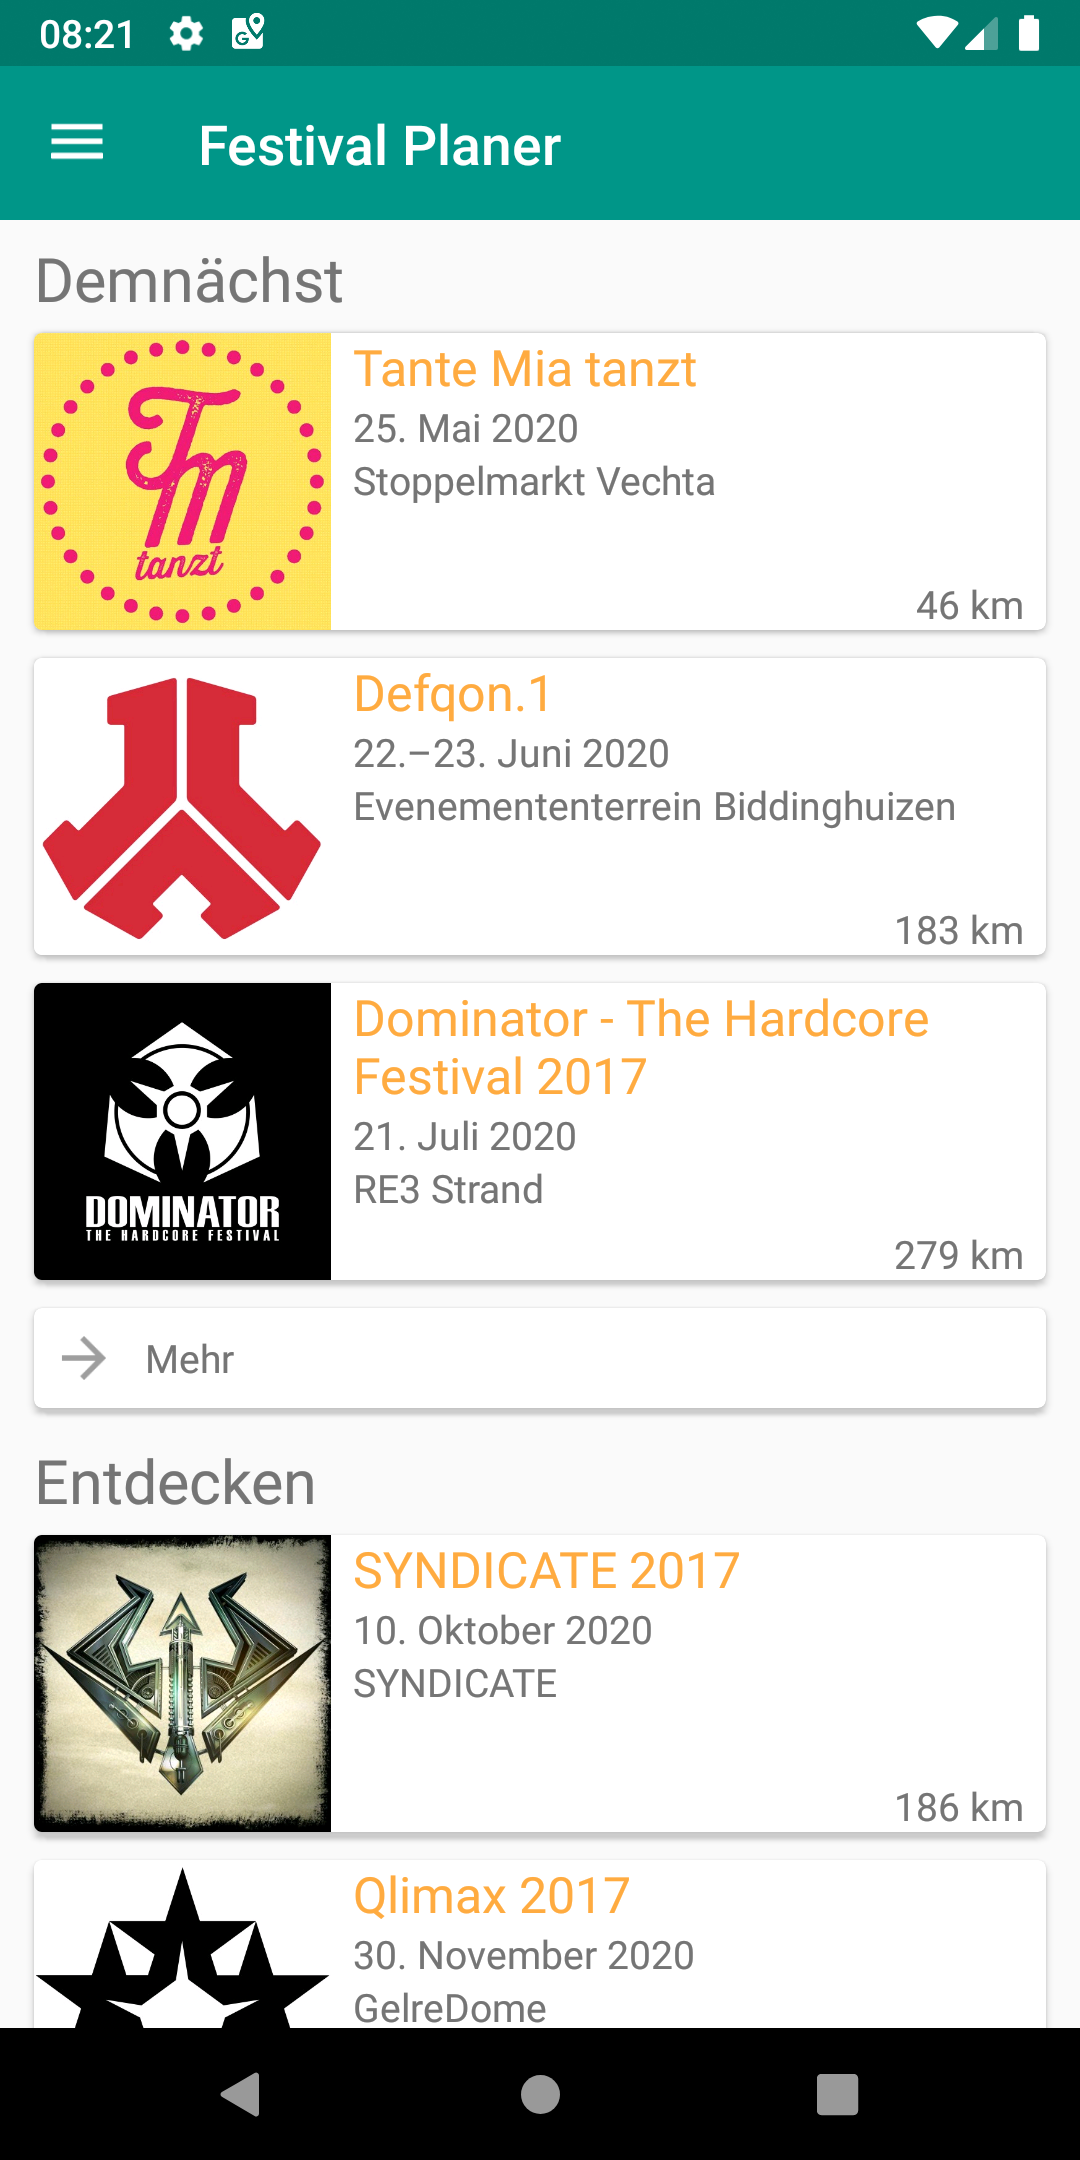 08:21
Festival Planer
Demnächst
Tante Mia tanzt
25. Mai 2020
Stoppelmarkt Vechta
46 km
TM
tanzt
Defqon.1
22.–23. Juni 2020
Evenemententerrein Biddinghuizen
183 km
Dominator - The Hardcore
Festival 2017
21. Juli 2020
RE3 Strand
279 km
DOMINATOR
THE HARDCORE FESTIVAL
Mehr
Entdecken
SYNDICATE 2017
10. Oktober 2020
SYNDICATE
186 km
Qlimax 2017
30. November 2020
GelreDome